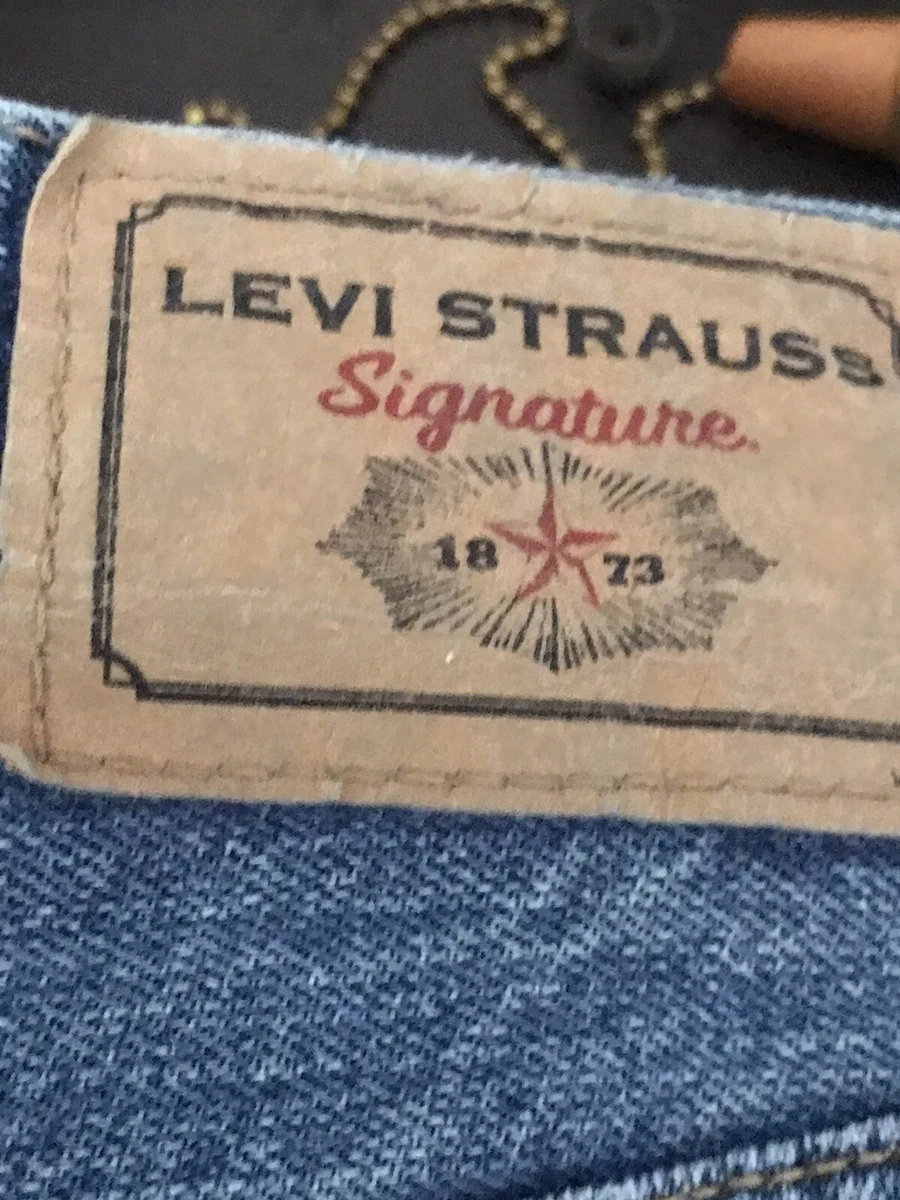 LEVI STRAUSS
Signature.
18 73